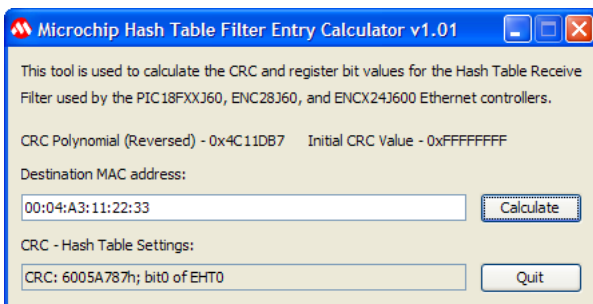 Microchip Hash Table Filter Entry Calculator v1.01
This tool is used to calculate the CRC and register bit values for the Hash Table Receive
Filter used by the PIC18FXXJ60, ENC28J60, and ENCX24J600 Ethernet controllers.
CRC Polynomial (Reversed) - 0x4C11DB7 Initial CRC Value - 0xFFFFFFFF
Destination MAC address:
00:04:A3:11:22:33 Calculate
CRC - Hash Table Settings:
CRC: 6005A787h; bit0 of EHT0 Quit